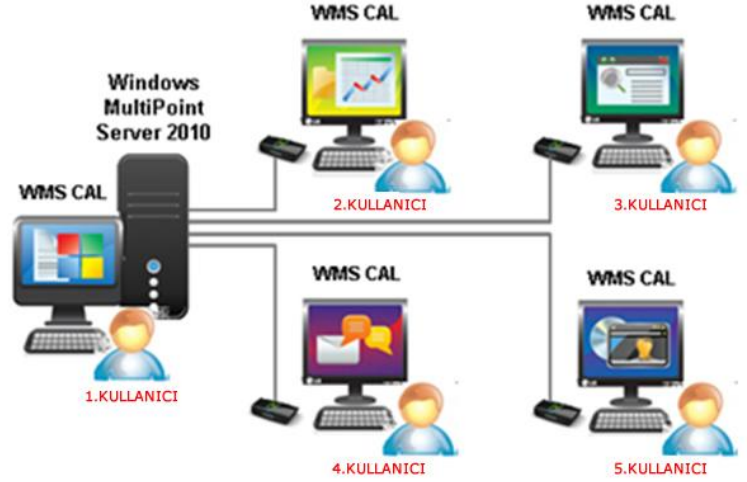 WMS CAL
WMS CAL
Windows
MultiPoint
Server 2010
WMS CAL
2.KULLANICI
3.KULLANICI
WMS CAL
WMS CAL
1.KULLANICI
4.KULLANICI
5.KULLANICI